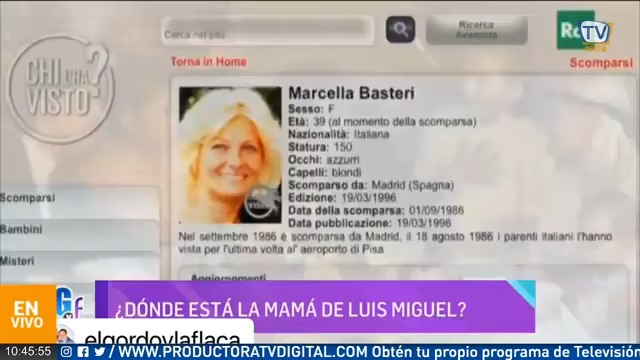 Cerca nel sito
Ricerca
Avanzata
Rai
TV
CHI L'HA
VISTO?
Torna in Home
Scomparsi
Marcella Basteri
Sesso: F
Età: 39 (al momento della scomparsa)
Nazionalità: Italiana
Statura: 150
Occhi: azzurri
Capelli: biondi
Scomparso da: Madrid (Spagna)
Edizione: 19/03/1996
Data della scomparsa: 01/09/1986
Data pubblicazione: 19/03/1996
Nel settembre 1986 è scomparsa da Madrid, il 18 agosto 1986 i parenti italiani l'hanno
vista per l'ultima volta al' aeroporto di Pisa
Scomparsi
Bambini
Misteri
Aggiornamenti
EN
VIVO
¿DÓNDE ESTÁ LA MAMÁ DE LUIS MIGUEL?
elgordoylaflaca
10:45:55
WWW.PRODUCTORATVDIGITAL.COM Obtén tu propio programa de Televisión